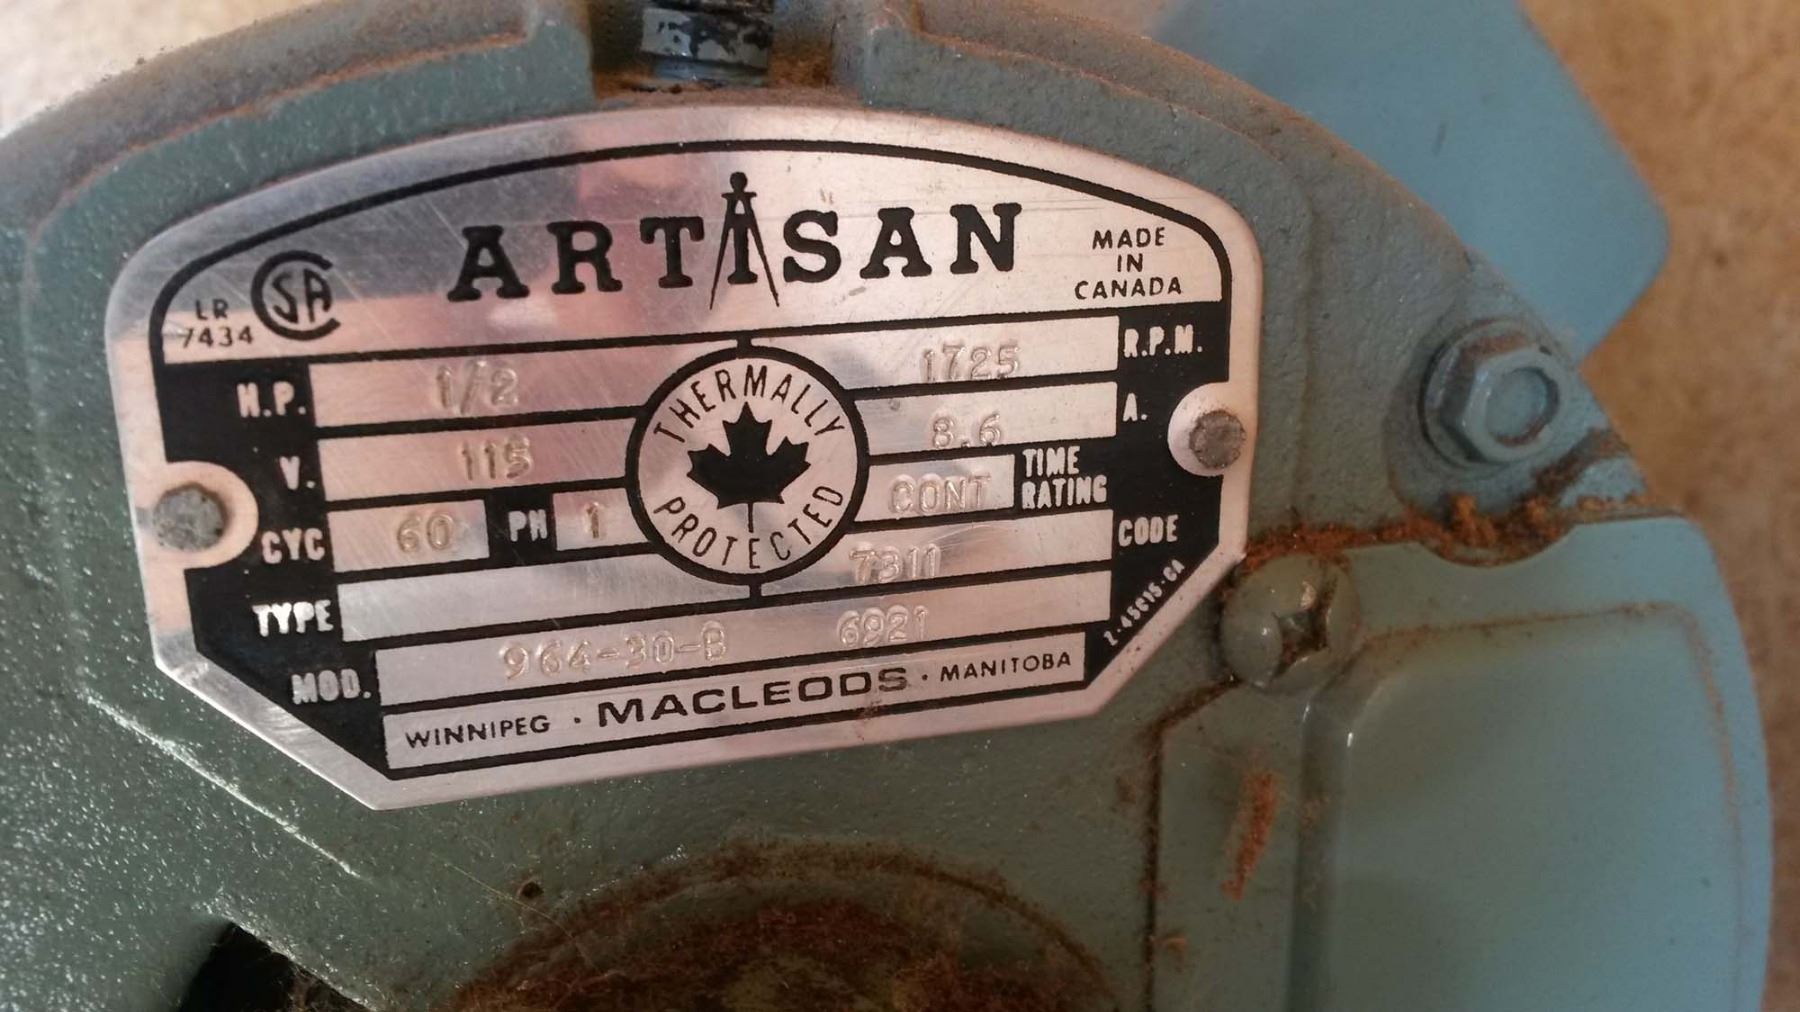 ARTISAN
MADE
IN
CANADA
LR
7434
CSA
H.P. 1/2
1725 R.P.M.
V. 115
8.6 A.
CYC 60 PH 1
CONT TIME
RATING
THERMALLY
PROTECTED
TYPE
7311 CODE
MOD. 964-30-B 6921
WINNIPEG · MACLEODS · MANITOBA